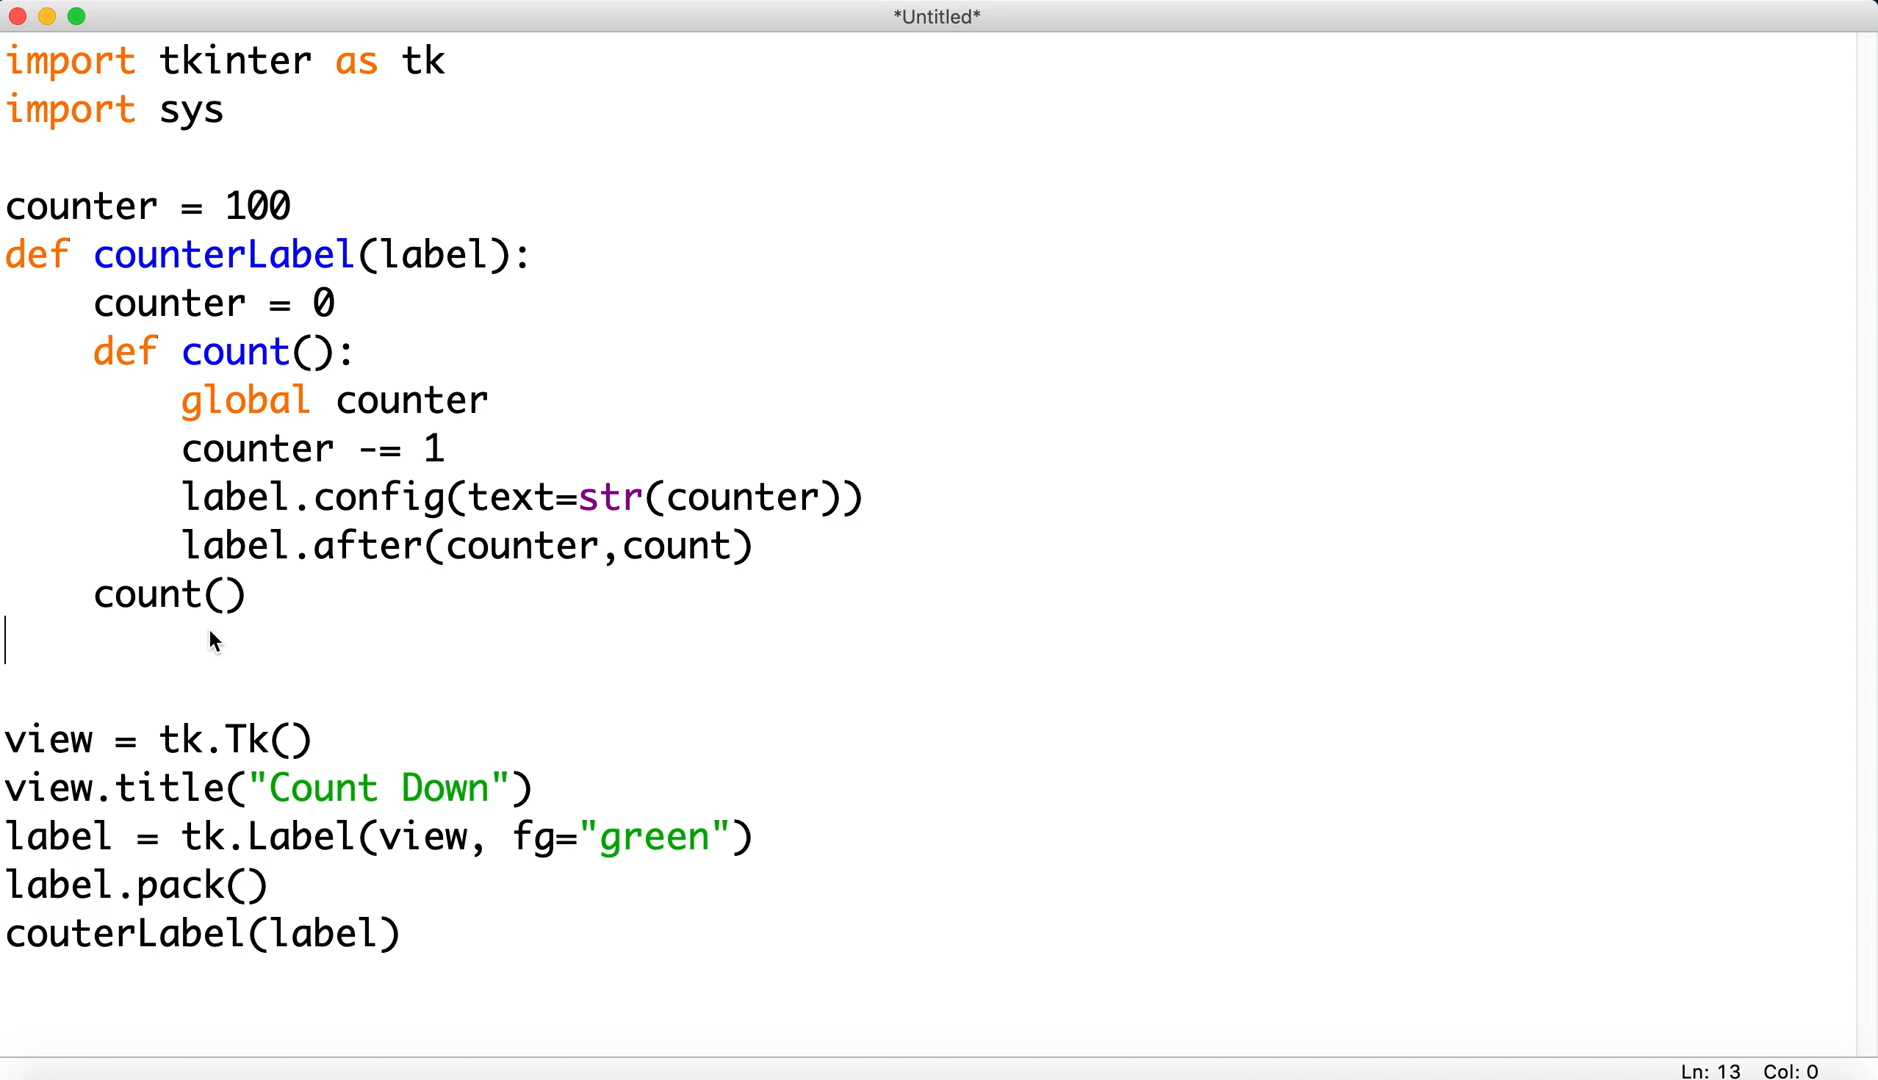 *Untitled*
import tkinter as tk
import sys
counter = 100
def counterLabel(label):
    counter = 0
    def count():
        global counter
        counter -= 1
        label.config(text=str(counter))
        label.after(counter,count)
    count()
view = tk.Tk()
view.title("Count Down")
label = tk.Label(view, fg="green")
label.pack()
couterLabel(label)
Ln: 13 Col: 0